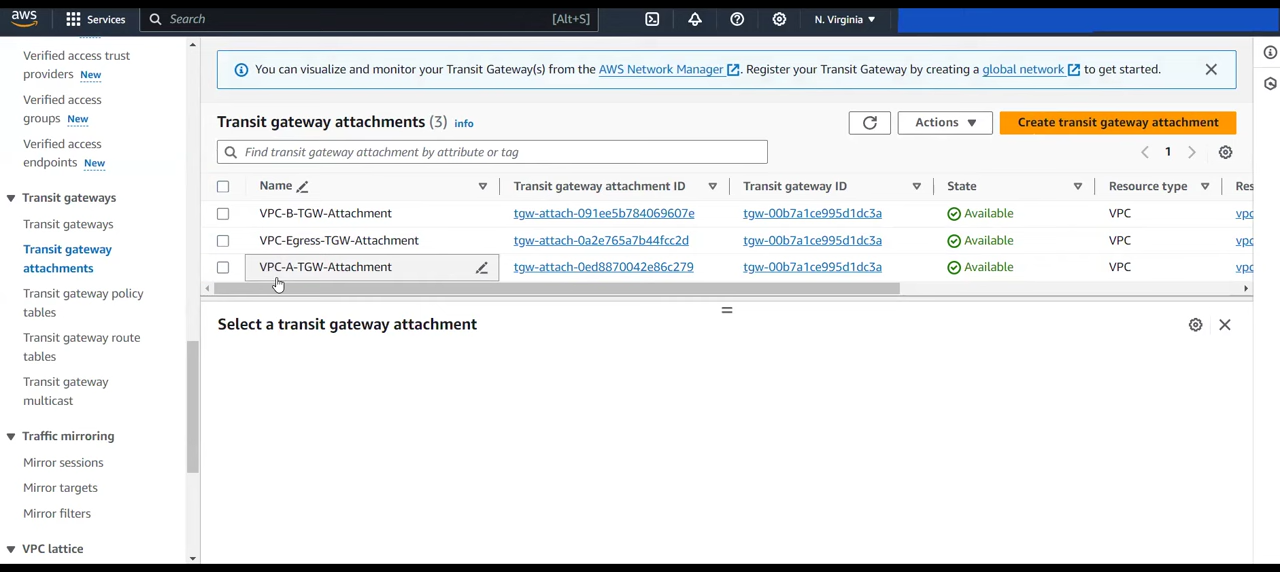 aws
Services
Search
[Alt+S]
N. Virginia
Verified access trust
providers New
Verified access
groups New
Verified access
endpoints New
Transit gateways
Transit gateways
Transit gateway
attachments
Transit gateway policy
tables
Transit gateway route
tables
Transit gateway
multicast
Traffic mirroring
Mirror sessions
Mirror targets
Mirror filters
VPC lattice
You can visualize and monitor your Transit Gateway(s) from the AWS Network Manager. Register your Transit Gateway by creating a global network to get started.
Transit gateway attachments (3) info
Actions
Create transit gateway attachment
Find transit gateway attachment by attribute or tag
1
Name Transit gateway attachment ID Transit gateway ID State Resource type Res
VPC-B-TGW-Attachment tgw-attach-091ee5b784069607e tgw-00b7a1ce995d1dc3a Available VPC vpc
VPC-Egress-TGW-Attachment tgw-attach-0a2e765a7b44fcc2d tgw-00b7a1ce995d1dc3a Available VPC vpc
VPC-A-TGW-Attachment tgw-attach-0ed8870042e86c279 tgw-00b7a1ce995d1dc3a Available VPC vpc
Select a transit gateway attachment